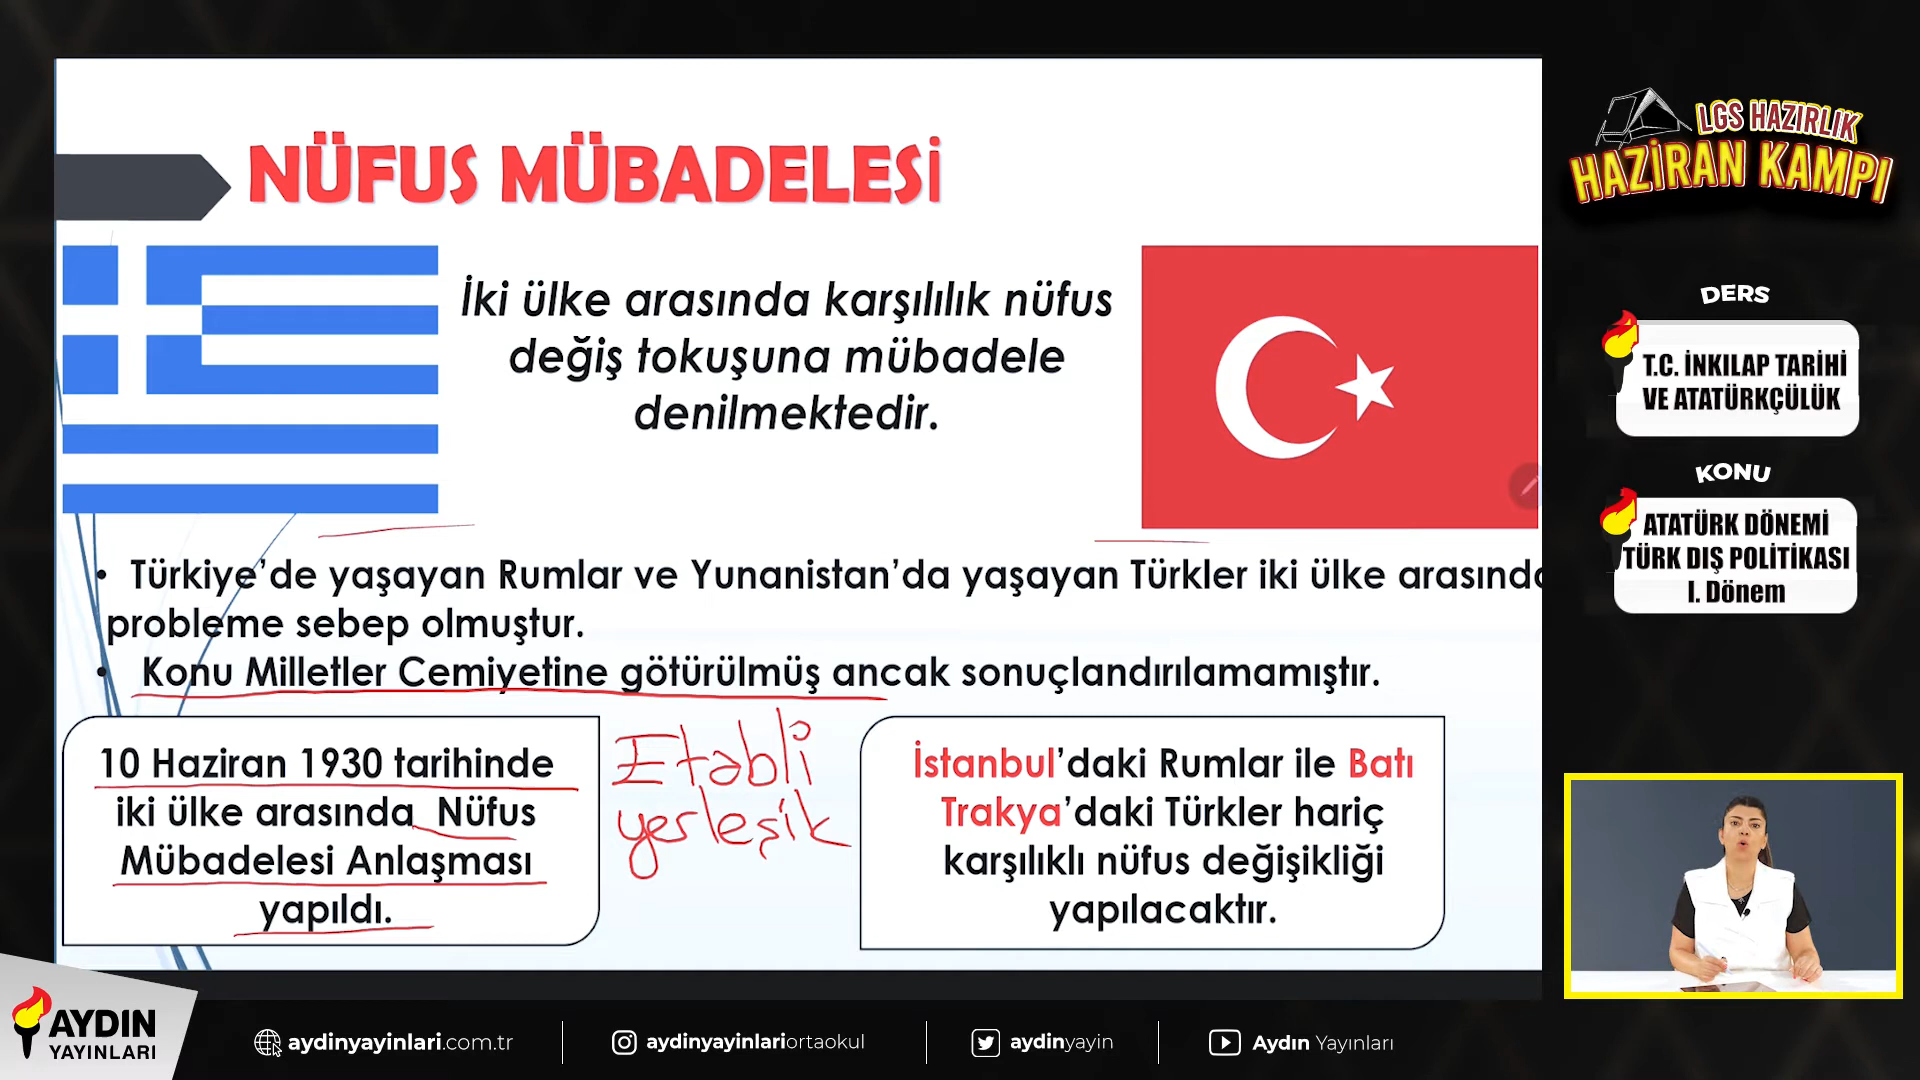 NÜFUS MÜBADELESİ
İki ülke arasında karşılılık nüfus
değiş tokuşuna mübadele
denilmektedir.
• Türkiye’de yaşayan Rumlar ve Yunanistan’da yaşayan Türkler iki ülke arasında
probleme sebep olmuştur.
• Konu Milletler Cemiyetine götürülmüş ancak sonuçlandırılamamıştır.
10 Haziran 1930 tarihinde
iki ülke arasında Nüfus
Mübadelesi Anlaşması
yapıldı.
Etabli
yerleşik
İstanbul’daki Rumlar ile Batı
Trakya’daki Türkler hariç
karşılıklı nüfus değişikliği
yapılacaktır.
LGS HAZIRLIK
HAZİRAN KAMPI
DERS
T.C. İNKILAP TARİHİ
VE ATATÜRKÇÜLÜK
KONU
ATATÜRK DÖNEMİ
TÜRK DIŞ POLİTİKASI
I. Dönem
AYDIN
YAYINLARI
aydinyayinlari.com.tr
aydinyayinlariortaokul
aydinyayin
Aydın Yayınları